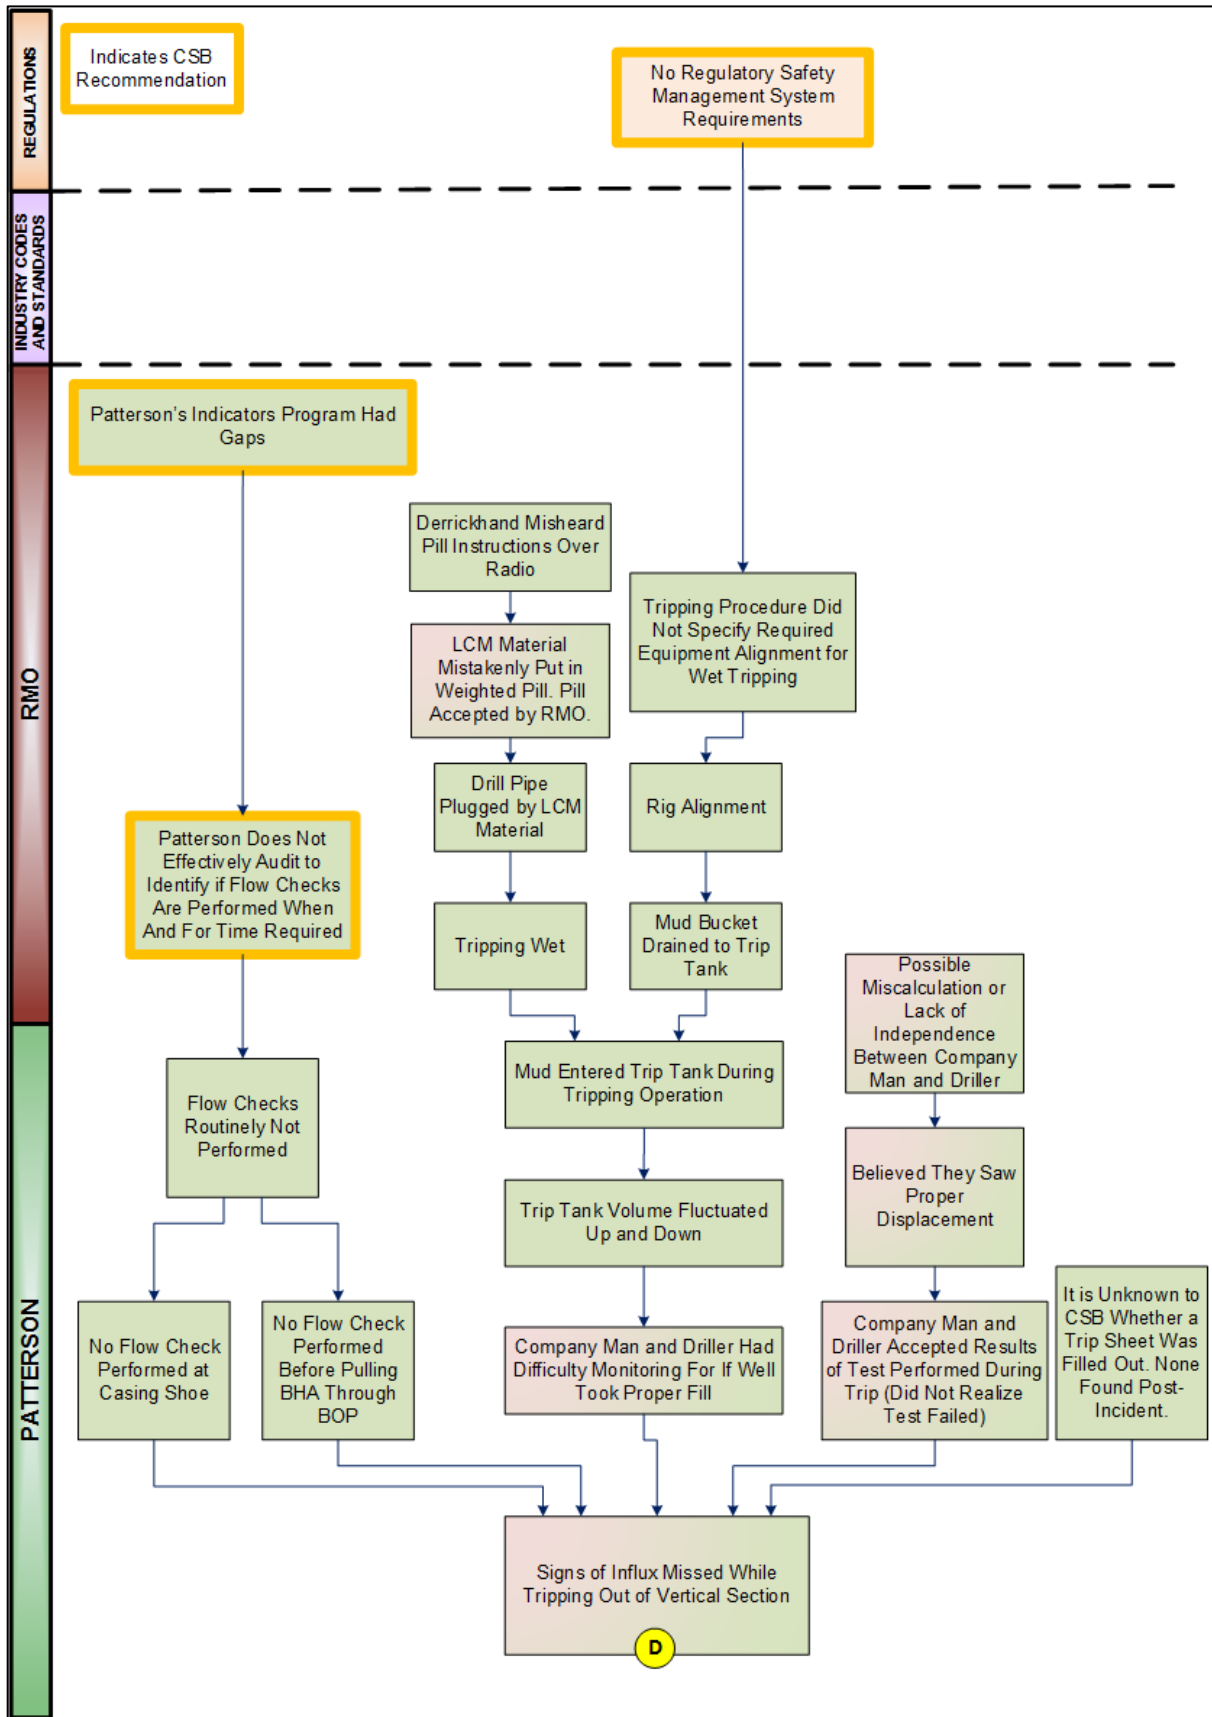 REGULATIONS
Indicates CSB
Recommendation
No Regulatory Safety
Management System
Requirements
INDUSTRY CODES
AND STANDARDS
RMO
Patterson's Indicators Program Had
Gaps
Derrickhand Misheard
Pill Instructions Over
Radio
Tripping Procedure Did
Not Specify Required
Equipment Alignment for
Wet Tripping
LCM Material
Mistakenly Put in
Weighted Pill. Pill
Accepted by RMO.
Drill Pipe
Plugged by LCM
Material
Rig Alignment
Patterson Does Not
Effectively Audit to
Identify if Flow Checks
Are Performed When
And For Time Required
Tripping Wet
Mud Bucket
Drained to Trip
Tank
Possible
Miscalculation or
Lack of
Independence
Between Company
Man and Driller
PATTERSON
Flow Checks
Routinely Not
Performed
Mud Entered Trip Tank During
Tripping Operation
Believed They Saw
Proper
Displacement
Trip Tank Volume Fluctuated
Up and Down
No Flow Check
Performed at
Casing Shoe
No Flow Check
Performed
Before Pulling
BHA Through
BOP
Company Man and Driller Had
Difficulty Monitoring For If Well
Took Proper Fill
Company Man and
Driller Accepted Results
of Test Performed During
Trip (Did Not Realize
Test Failed)
It is Unknown to
CSB Whether a
Trip Sheet Was
Filled Out. None
Found Post-
Incident.
Signs of Influx Missed While
Tripping Out of Vertical Section
D